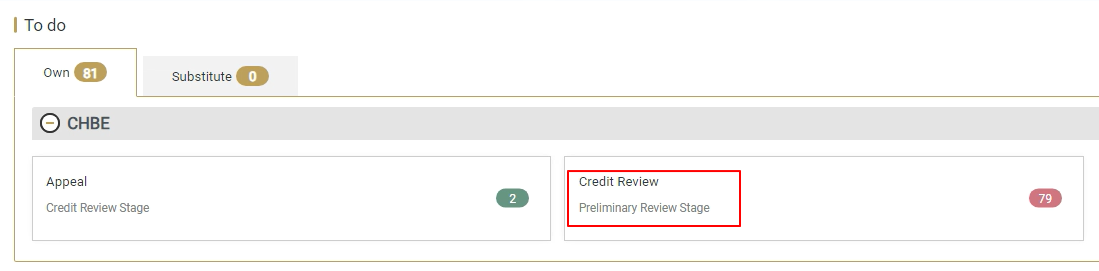 To do
Own 81
Substitute 0
CHBE
Appeal
Credit Review Stage
2
Credit Review
Preliminary Review Stage
79